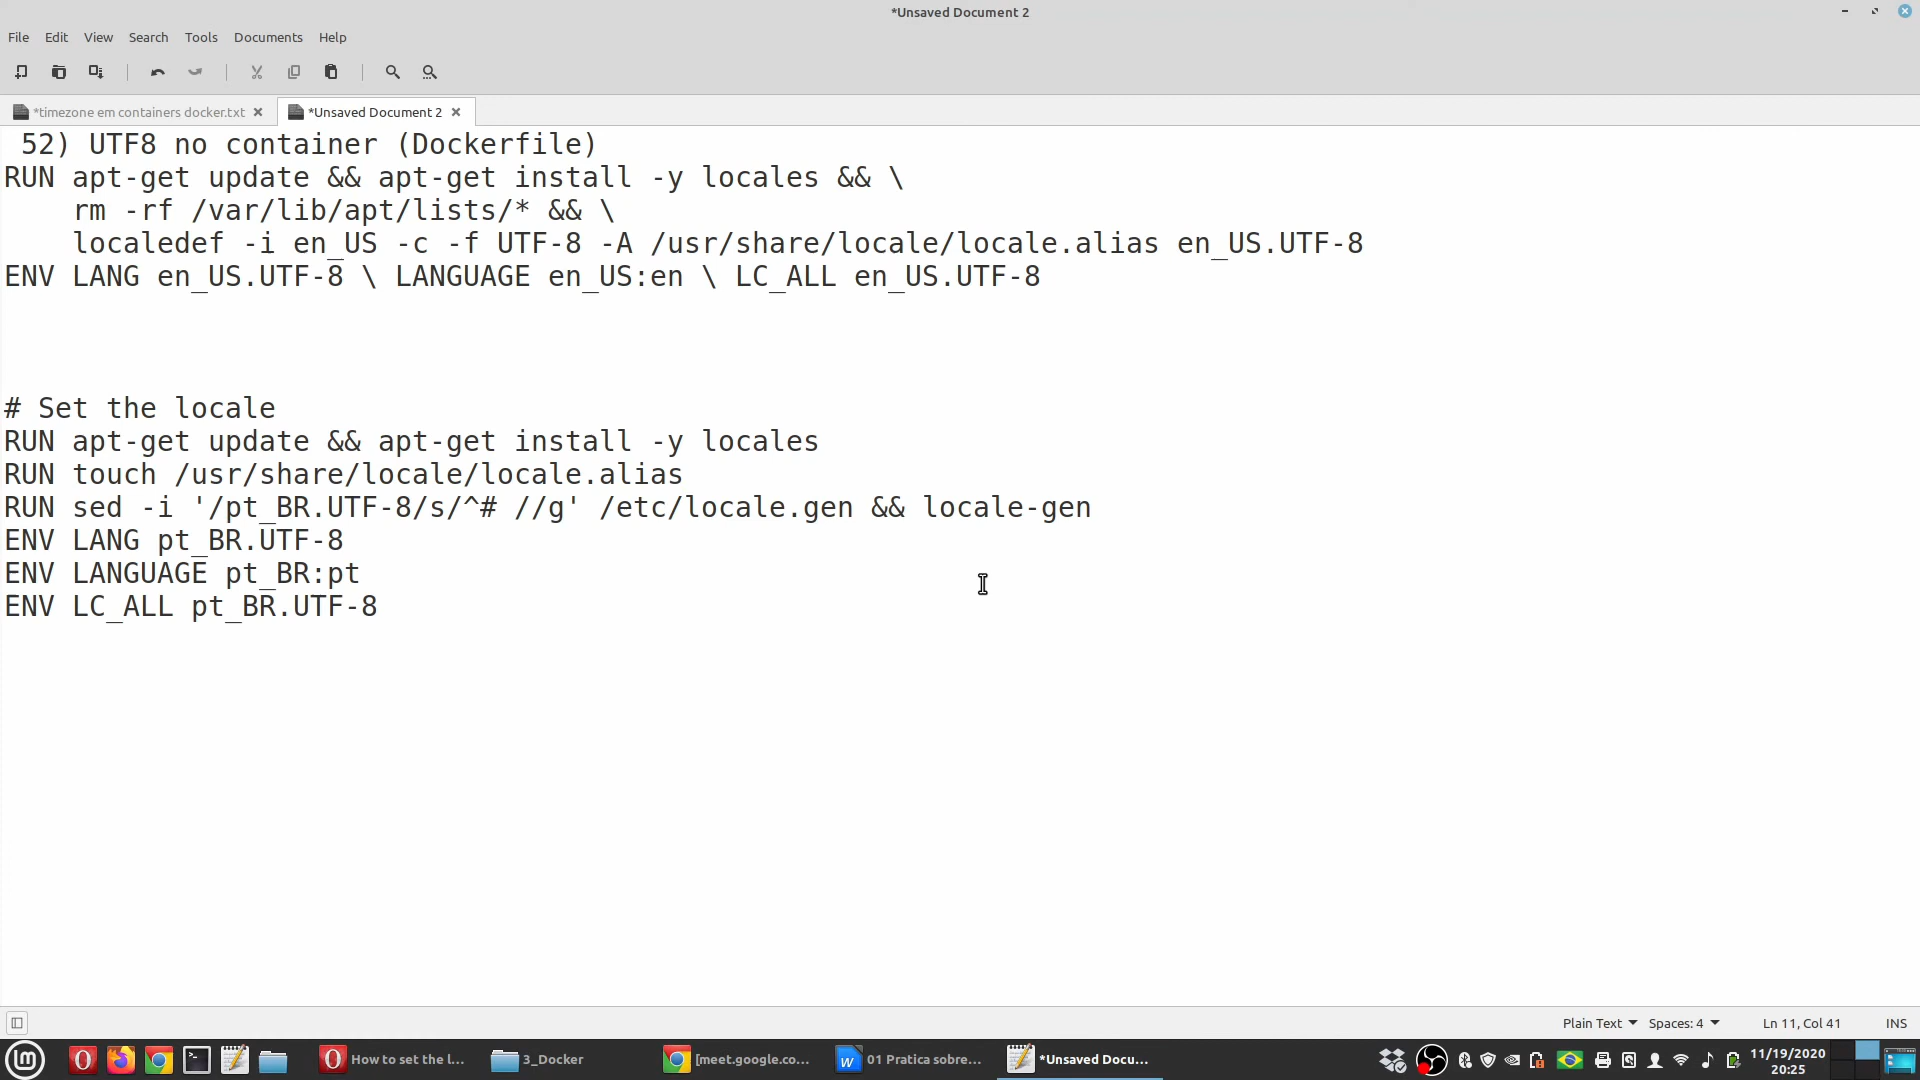 *Unsaved Document 2
File Edit View Search Tools Documents Help
*timezone em containers docker.txt *Unsaved Document 2
52) UTF8 no container (Dockerfile)
RUN apt-get update && apt-get install -y locales && \
rm -rf /var/lib/apt/lists/* && \
localedef -i en_US -c -f UTF-8 -A /usr/share/locale/locale.alias en_US.UTF-8
ENV LANG en_US.UTF-8 \ LANGUAGE en_US:en \ LC_ALL en_US.UTF-8
# Set the locale
RUN apt-get update && apt-get install -y locales
RUN touch /usr/share/locale/locale.alias
RUN sed -i '/pt_BR.UTF-8/s/^# //g' /etc/locale.gen && locale-gen
ENV LANG pt_BR.UTF-8
ENV LANGUAGE pt_BR:pt
ENV LC_ALL pt_BR.UTF-8
Plain Text Spaces: 4 Ln 11, Col 41 INS
How to set the l... 3_Docker [meet.google.co... 01 Pratica sobre... *Unsaved Docu... 11/19/2020
20:25